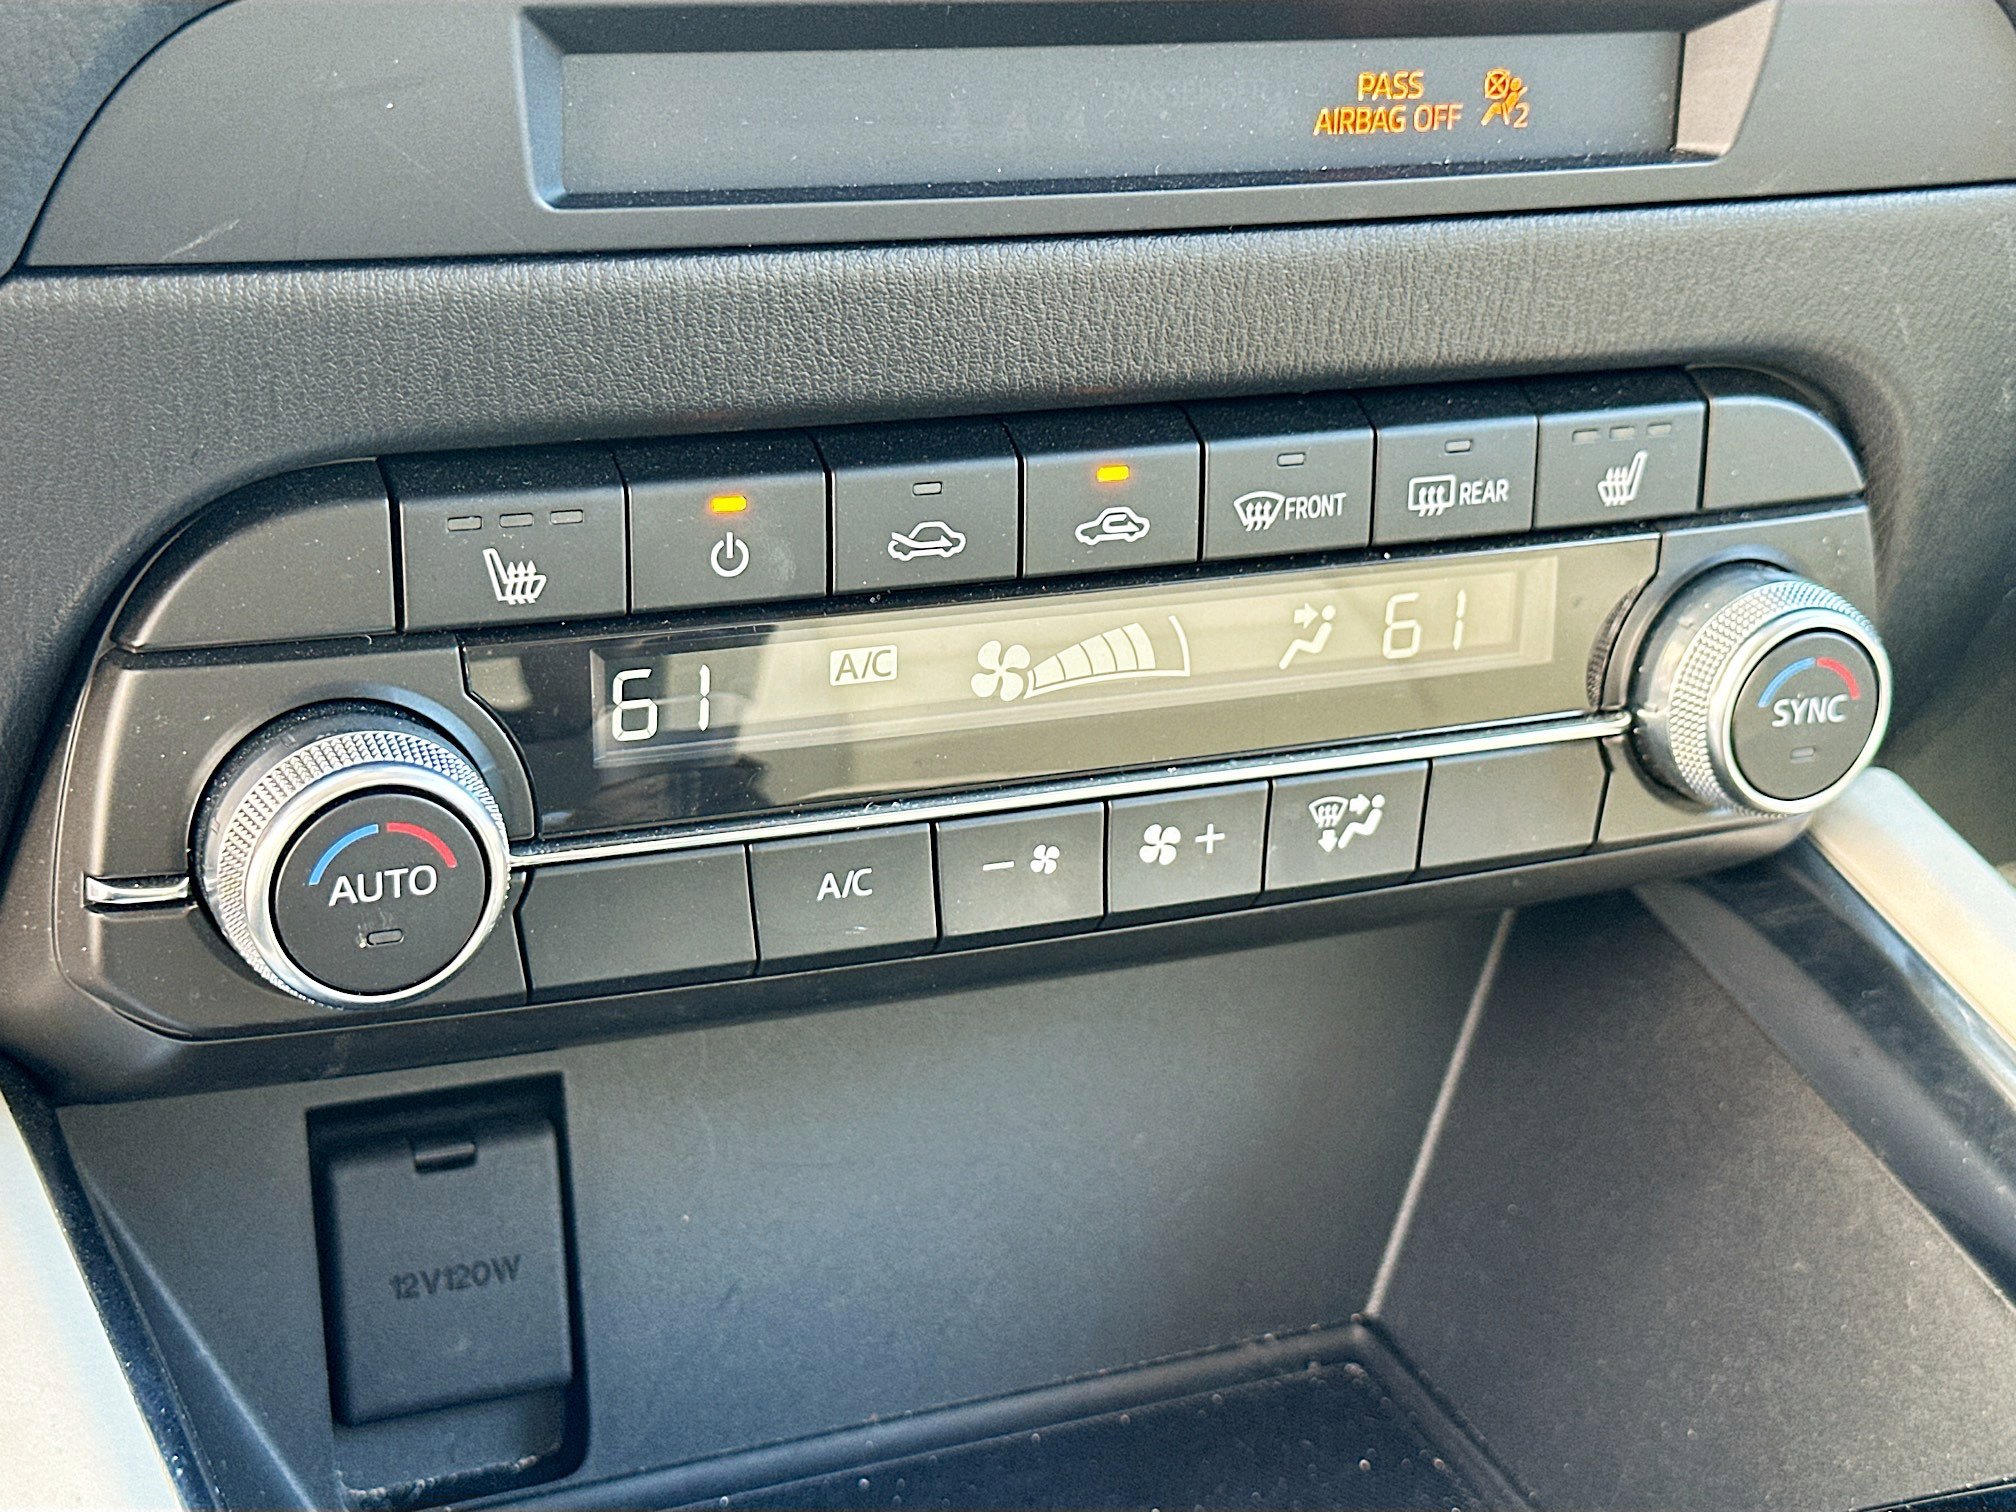 PASS
AIRBAG OFF 2
FRONT
REAR
61 A/C 61
AUTO
SYNC
A/C - +
12V120W